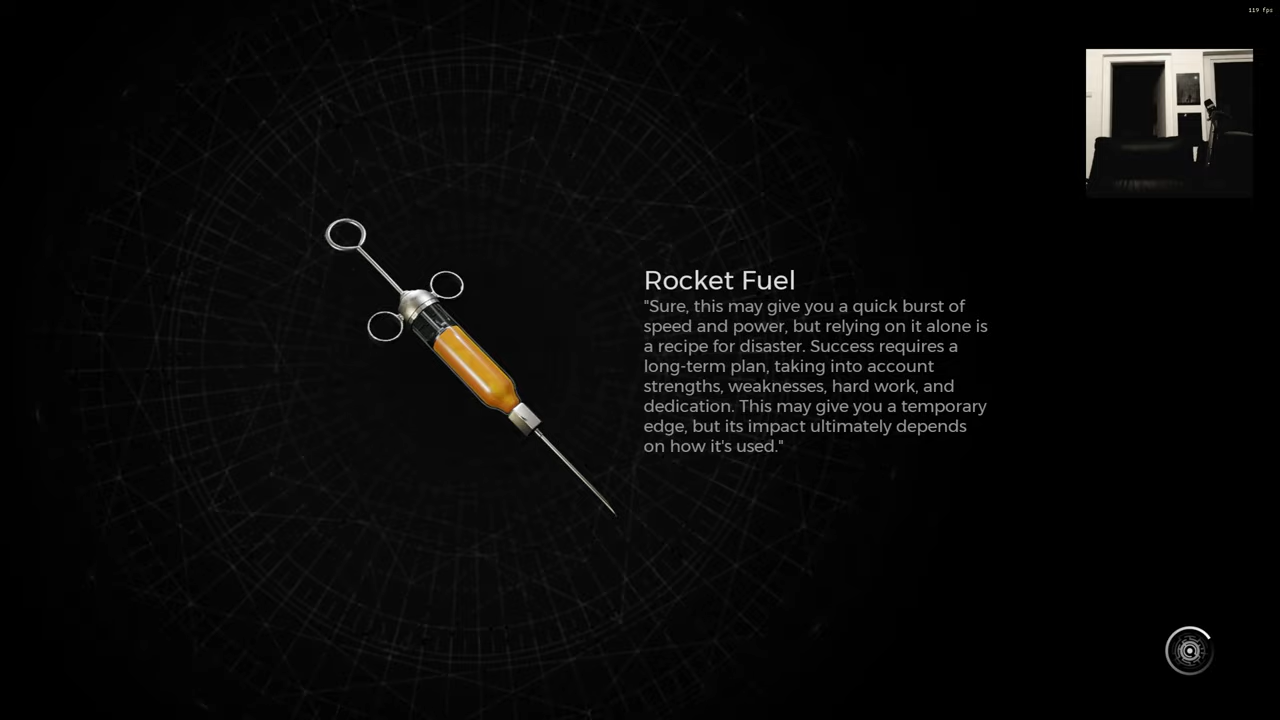 119 fps
Rocket Fuel
"Sure, this may give you a quick burst of
speed and power, but relying on it alone is
a recipe for disaster. Success requires a
long-term plan, taking into account
strengths, weaknesses, hard work, and
dedication. This may give you a temporary
edge, but its impact ultimately depends
on how it's used."